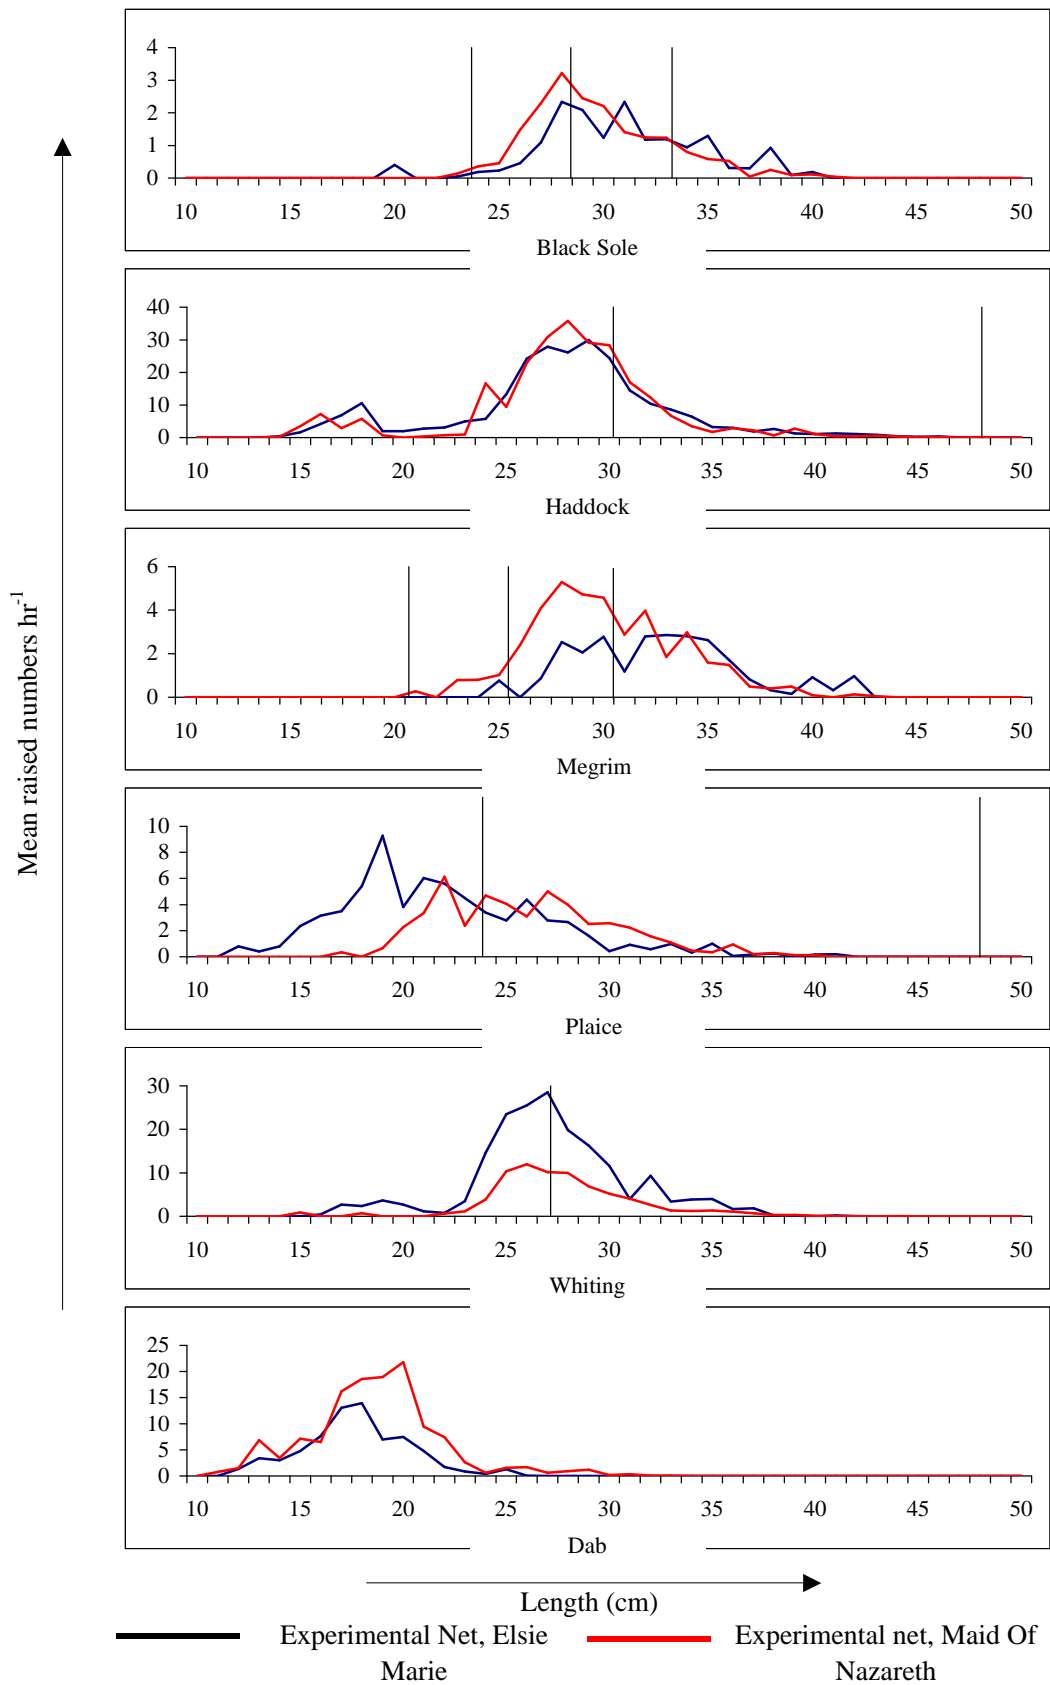 4
3
2
1
0
10 15 20 25 30 35 40 45 50
Black Sole
40
30
20
10
0
10 15 20 25 30 35 40 45 50
Haddock
6
4
2
0
10 15 20 25 30 35 40 45 50
Megrim
10
8
6
4
2
0
10 15 20 25 30 35 40 45 50
Plaice
30
20
10
0
10 15 20 25 30 35 40 45 50
Whiting
25
20
15
10
5
0
10 15 20 25 30 35 40 45 50
Dab
Mean raised numbers hr⁻¹
Length (cm)
Experimental Net, Elsie
Marie
Experimental net, Maid Of
Nazareth